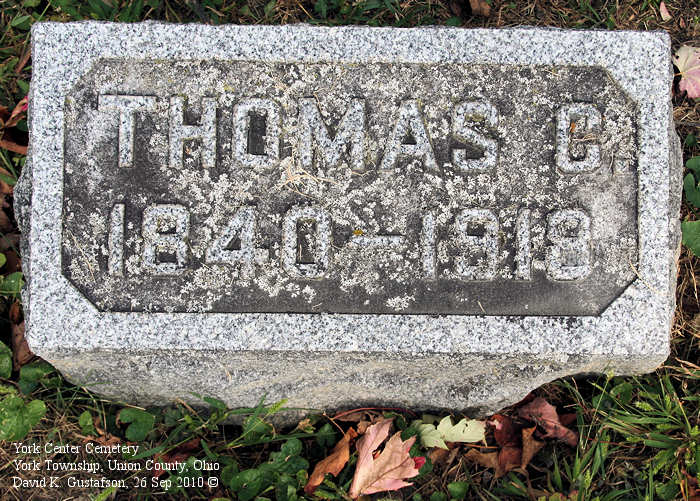 THOMAS C.
1840-1918
York Center Cemetery
York Township, Union County, Ohio
David K. Gustafson, 26 Sep 2010 ©